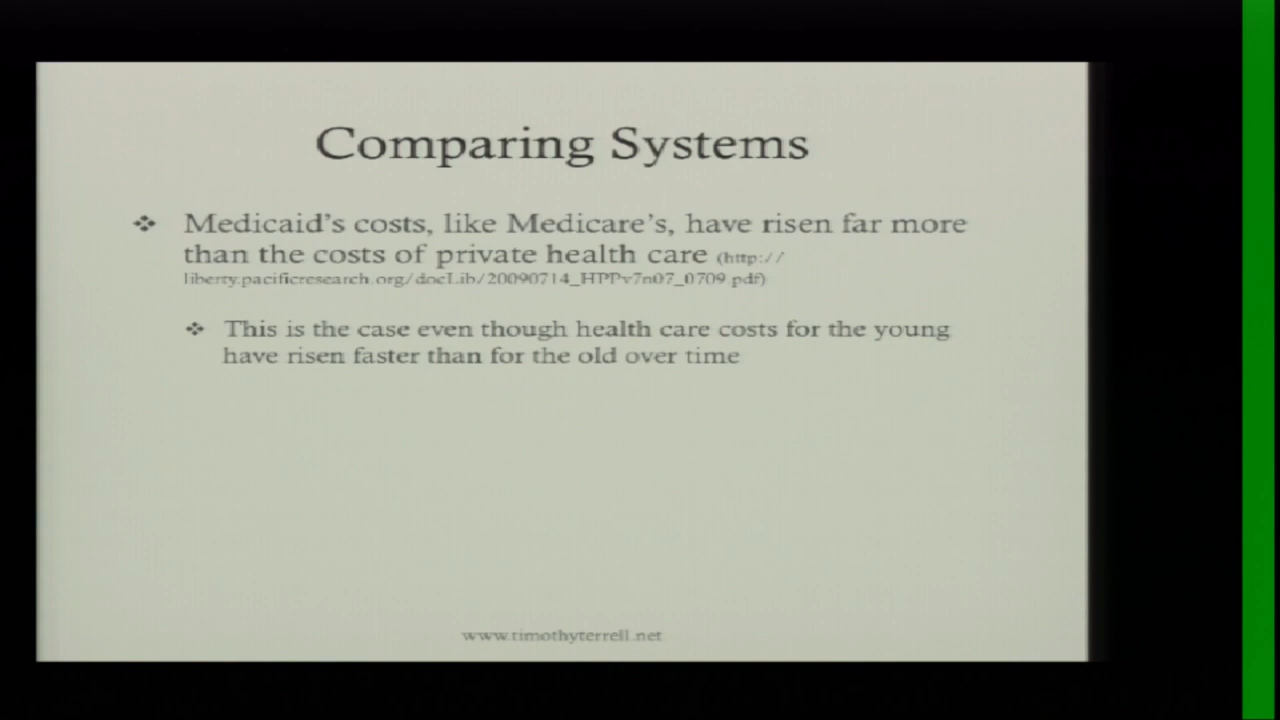 Comparing Systems
❖ Medicaid's costs, like Medicare's, have risen far more
than the costs of private health care (http://
liberty.pacificresearch.org/docLib/20090714_HPPv7n07_0709.pdf)
❖ This is the case even though health care costs for the young
have risen faster than for the old over time
www.timothyterrell.net